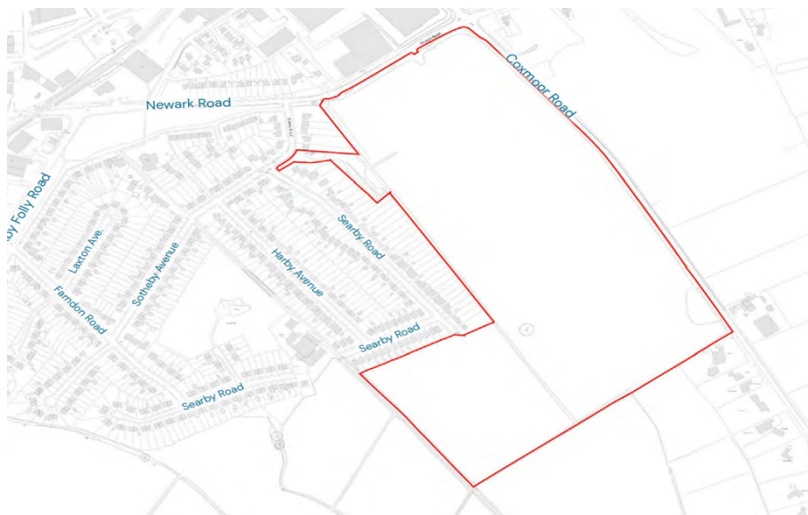 Coxmoor Road
Newark Road
by Folly Road
Laxton Ave.
Sotheby Avenue
Searby Road
Harby Avenue
Farndon Road
Searby Road
Searby Road